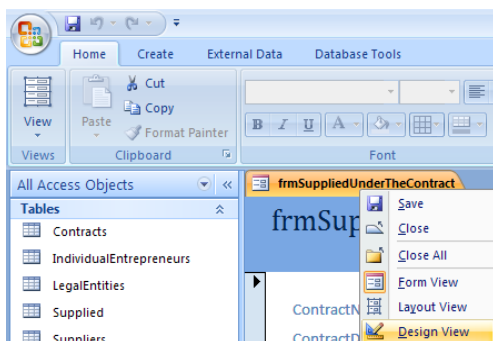 Home Create External Data Database Tools
View
Paste
Cut
Copy
Format Painter
B I U A
Views Clipboard Font
All Access Objects
Tables
Contracts
IndividualEntrepreneurs
LegalEntities
Supplied
Suppliers
frmSuppliedUnderTheContract
frmSup
ContractN
ContractD
Save
Close
Close All
Form View
Layout View
Design View